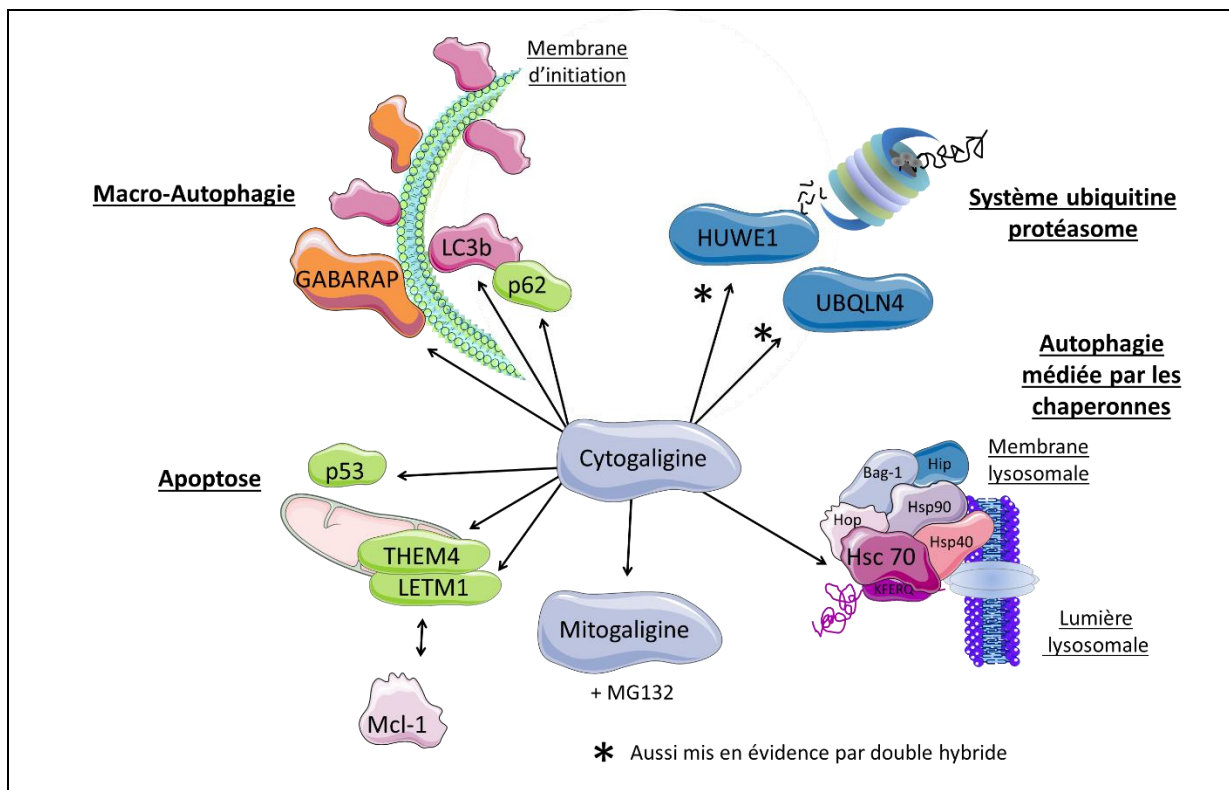 Membrane
d'initiation
Macro-Autophagie
LC3b
GABARAP
p62
HUWE1
UBQLN4
Système ubiquitine
protéasome
Autophagie
médiée par les
chaperonnes
Cytogaligine
Apoptose
p53
THEM4
LETM1
Mcl-1
Mitogaligine
+ MG132
Membrane
lysosomale
Bag-1
Hip
Hsp90
Hop
Hsp40
Hsc 70
KFERQ
Lumière
lysosomale
* Aussi mis en évidence par double hybride
*
*